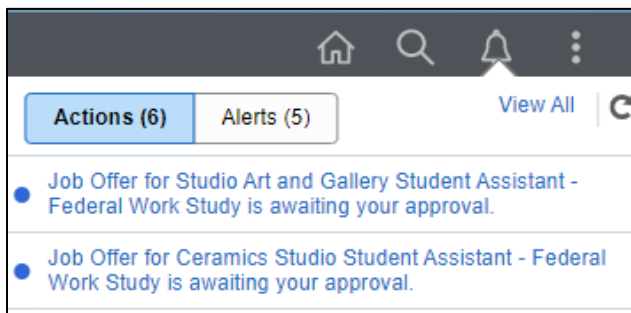 Actions (6) Alerts (5) View All
Job Offer for Studio Art and Gallery Student Assistant -
Federal Work Study is awaiting your approval.
Job Offer for Ceramics Studio Student Assistant - Federal
Work Study is awaiting your approval.